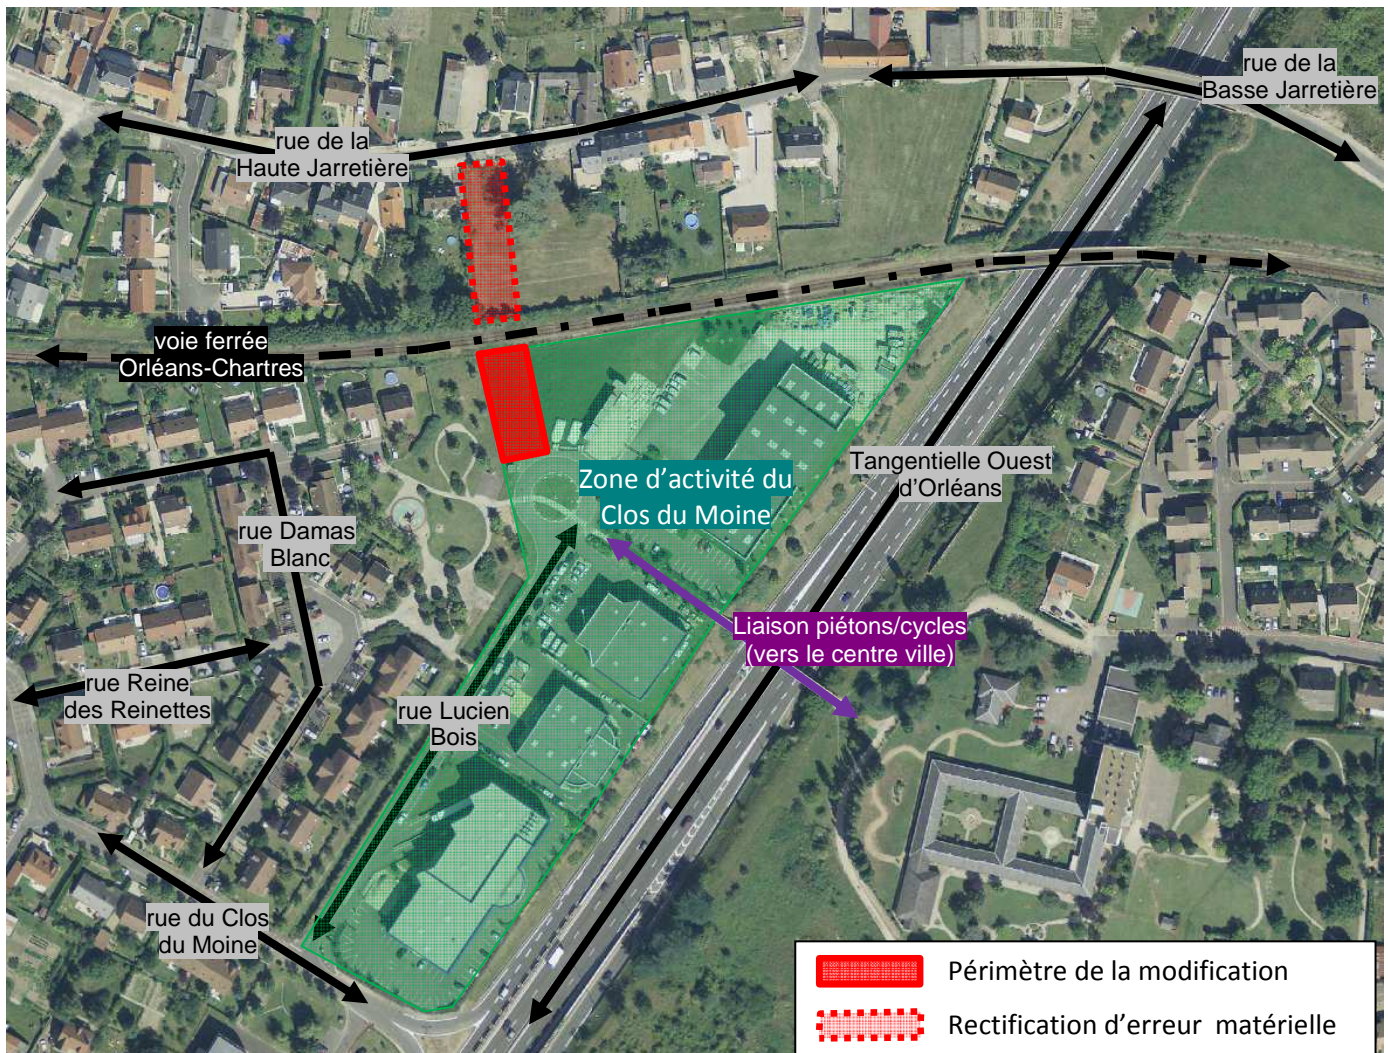 rue de la
Basse Jarretière
rue de la
Haute Jarretière
voie ferrée
Orléans-Chartres
Zone d'activité du
Clos du Moine
Tangentielle Ouest
d'Orléans
rue Damas
Blanc
Liaison piétons/cycles
(vers le centre ville)
rue Reine
des Reinettes
rue Lucien
Bois
rue du Clos
du Moine
Périmètre de la modification
Rectification d'erreur matérielle